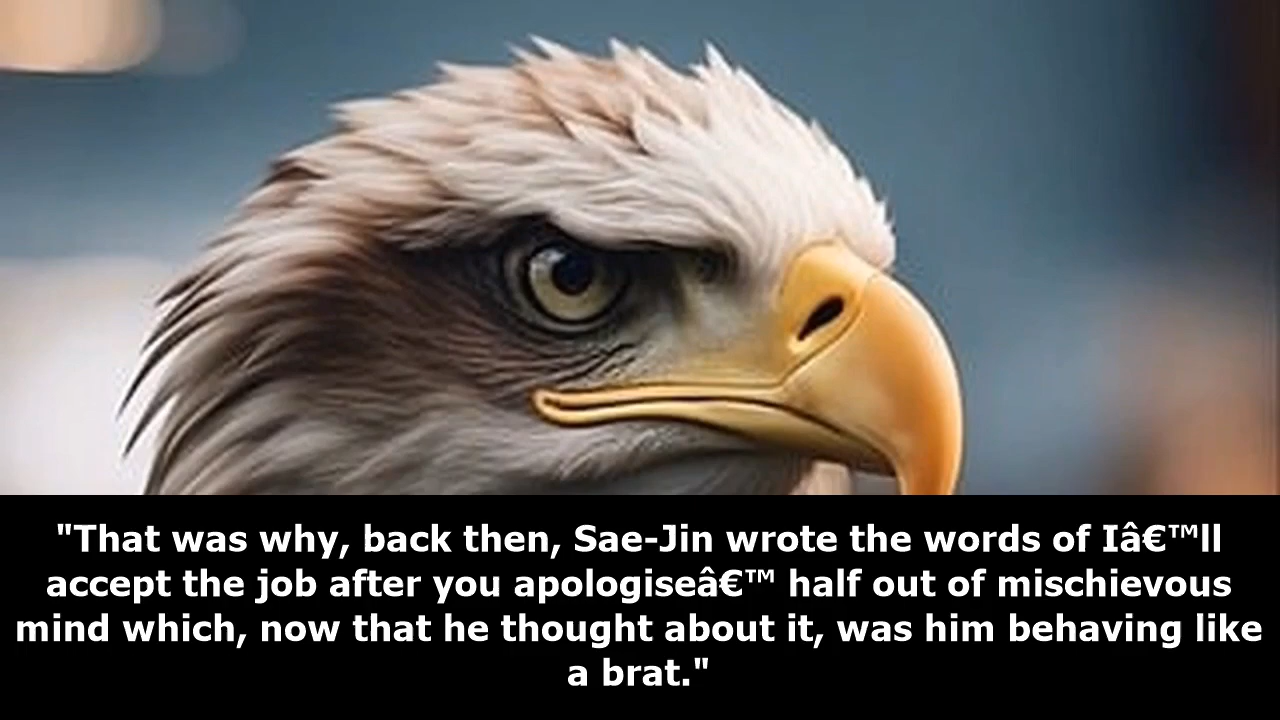 "That was why, back then, Sae-Jin wrote the words of Iâ€™ll
accept the job after you apologiseâ€™ half out of mischievous
mind which, now that he thought about it, was him behaving like
a brat."